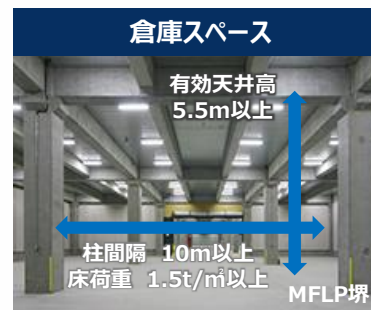 倉庫スペース
有効天井高
5.5m以上
柱間隔 10m以上
床荷重 1.5t/㎡以上
MFLP堺